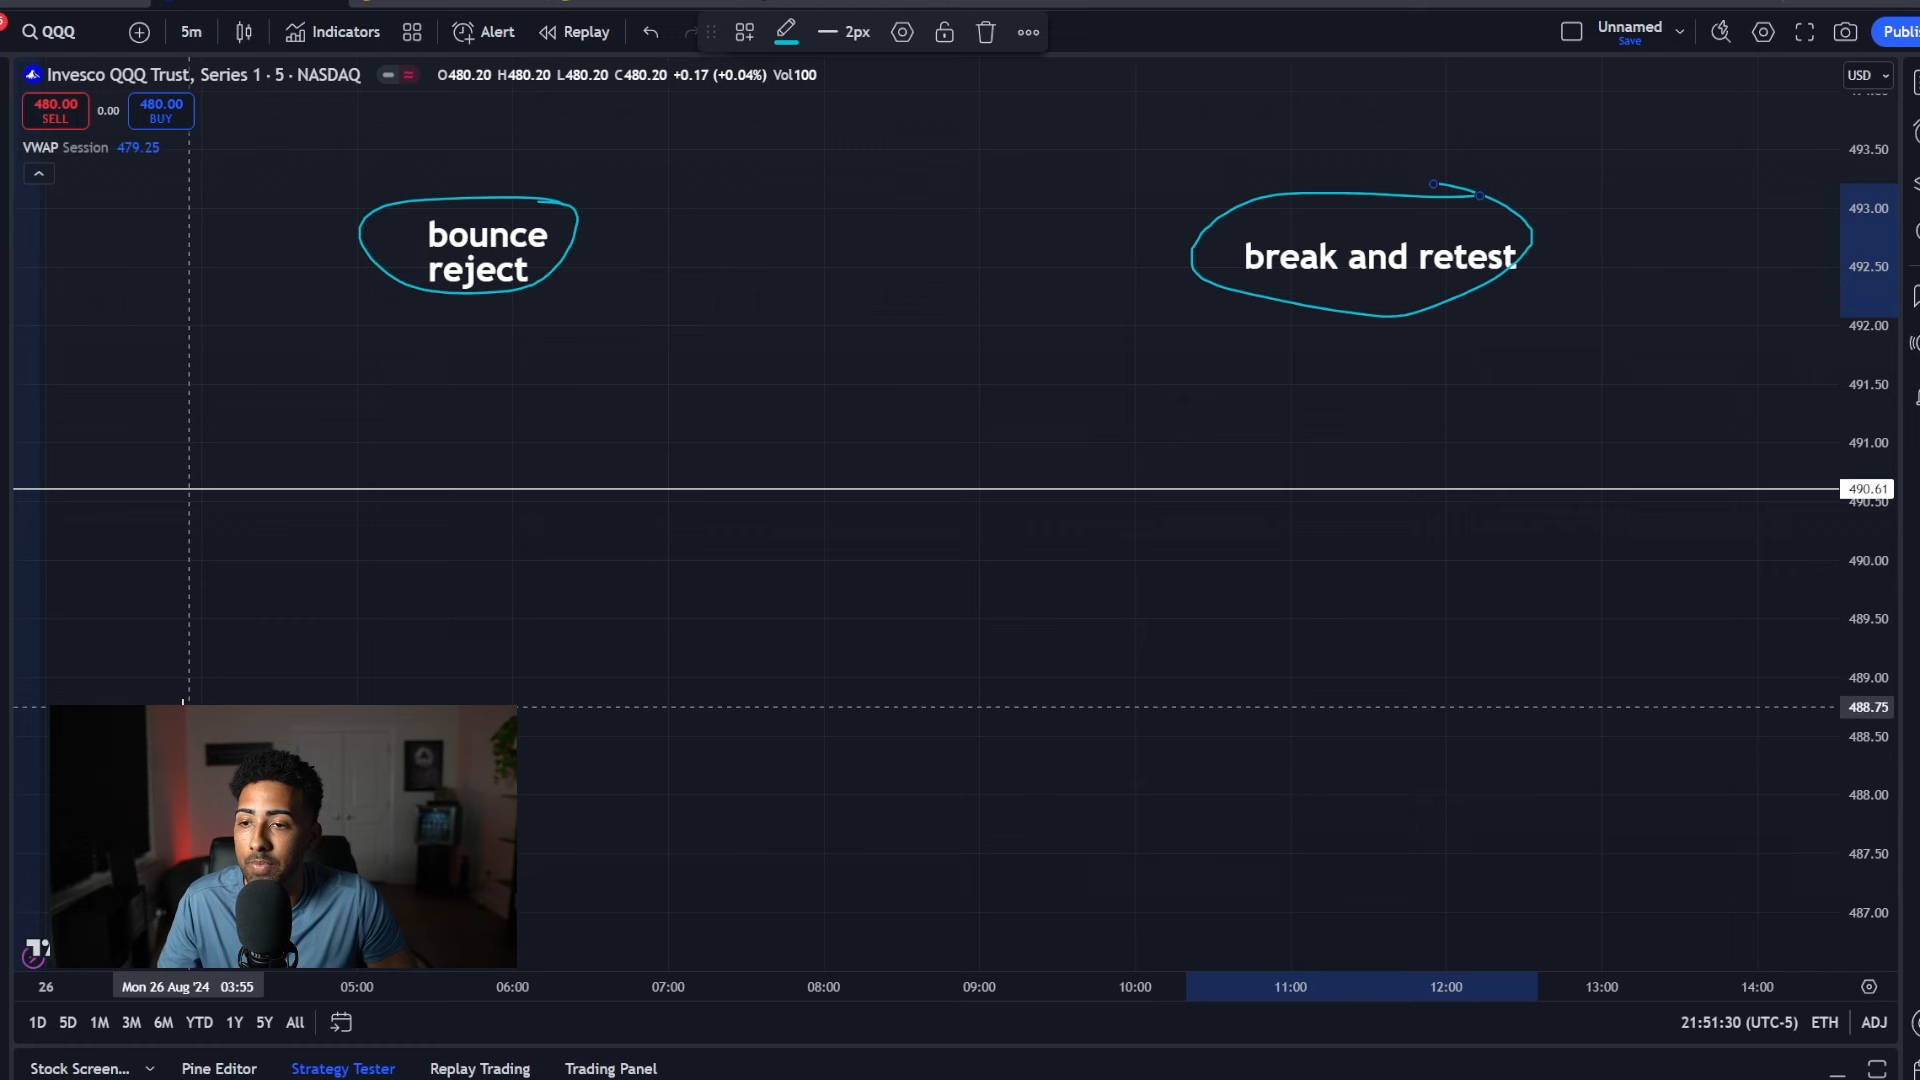 QQQ 5m Indicators Alert Replay 2px Unnamed Save
Invesco QQQ Trust, Series 1 · 5 · NASDAQ O480.20 H480.20 L480.20 C480.20 +0.17 (+0.04%) Vol100 USD
480.00 SELL 0.00 480.00 BUY
VWAP Session 479.25
493.50
493.00
bounce
reject
break and retest
492.50
492.00
491.50
491.00
490.61
490.50
490.00
489.50
489.00
488.75
488.50
488.00
487.50
487.00
26 Mon 26 Aug '24 03:55 05:00 06:00 07:00 08:00 09:00 10:00 11:00 12:00 13:00 14:00
1D 5D 1M 3M 6M YTD 1Y 5Y All 21:51:30 (UTC-5) ETH ADJ
Stock Screen... Pine Editor Strategy Tester Replay Trading Trading Panel